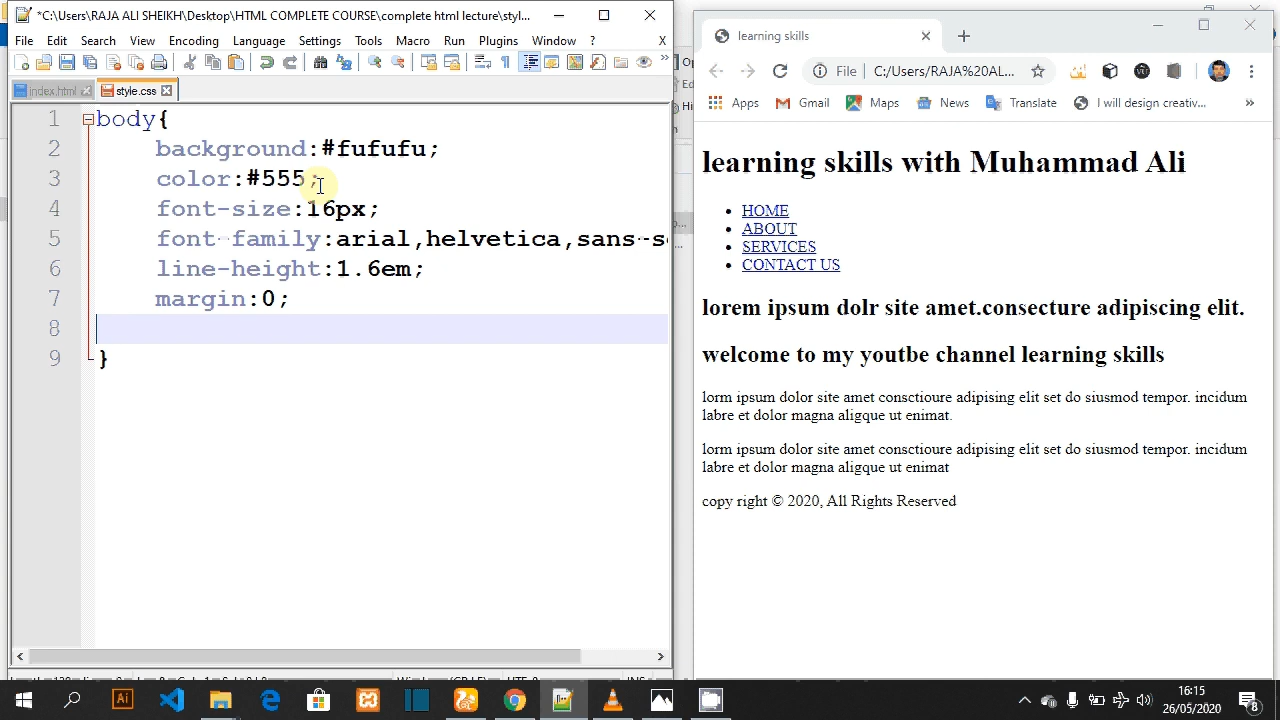 *C:\Users\RAJA ALI SHEIKH\Desktop\HTML COMPLETE COURSE\complete html lecture\styl...
File Edit Search View Encoding Language Settings Tools Macro Run Plugins Window ? X
index.html style.css
1 body{
2 background:#fufufu;
3 color:#555;
4 font-size:16px;
5 font-family:arial,helvetica,sans-s
6 line-height:1.6em;
7 margin:0;
8
9 }
learning skills
File C:/Users/RAJA%20AL...
Apps Gmail Maps News Translate I will design creativ... »
learning skills with Muhammad Ali
• HOME
• ABOUT
• SERVICES
• CONTACT US
lorem ipsum dolr site amet.consecture adipiscing elit.
welcome to my youtbe channel learning skills
lorm ipsum dolor site amet consctioure adipising elit set do siusmod tempor. incidum
labre et dolor magna aligque ut enimat.
lorm ipsum dolor site amet consctioure adipising elit set do siusmod tempor. incidum
labre et dolor magna aligque ut enimat
copy right © 2020, All Rights Reserved
Ai
16:15
26/05/2020
8